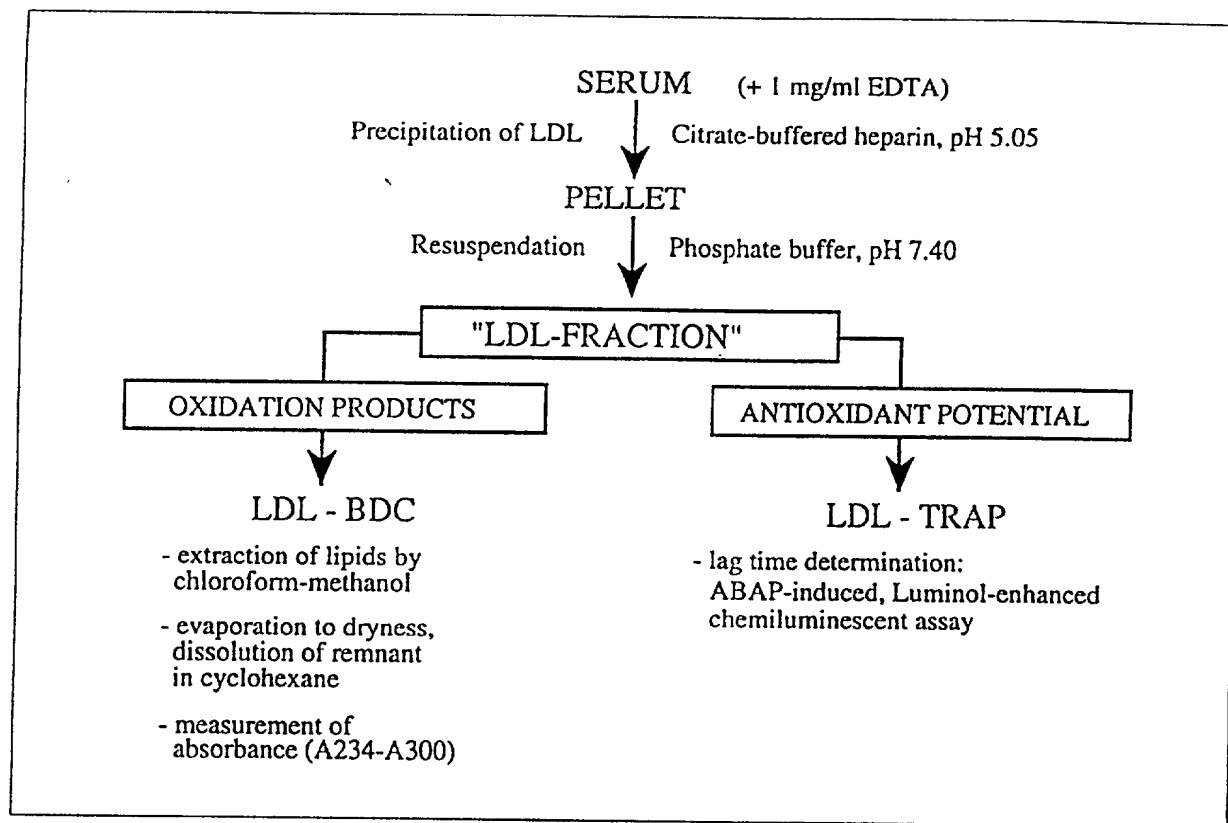 SERUM (+ 1 mg/ml EDTA)
Precipitation of LDL Citrate-buffered heparin, pH 5.05
PELLET
Resuspendation Phosphate buffer, pH 7.40
"LDL-FRACTION"
OXIDATION PRODUCTS
LDL - BDC
- extraction of lipids by
chloroform-methanol
- evaporation to dryness,
dissolution of remnant
in cyclohexane
- measurement of
absorbance (A234-A300)
ANTIOXIDANT POTENTIAL
LDL - TRAP
- lag time determination:
ABAP-induced, Luminol-enhanced
chemiluminescent assay